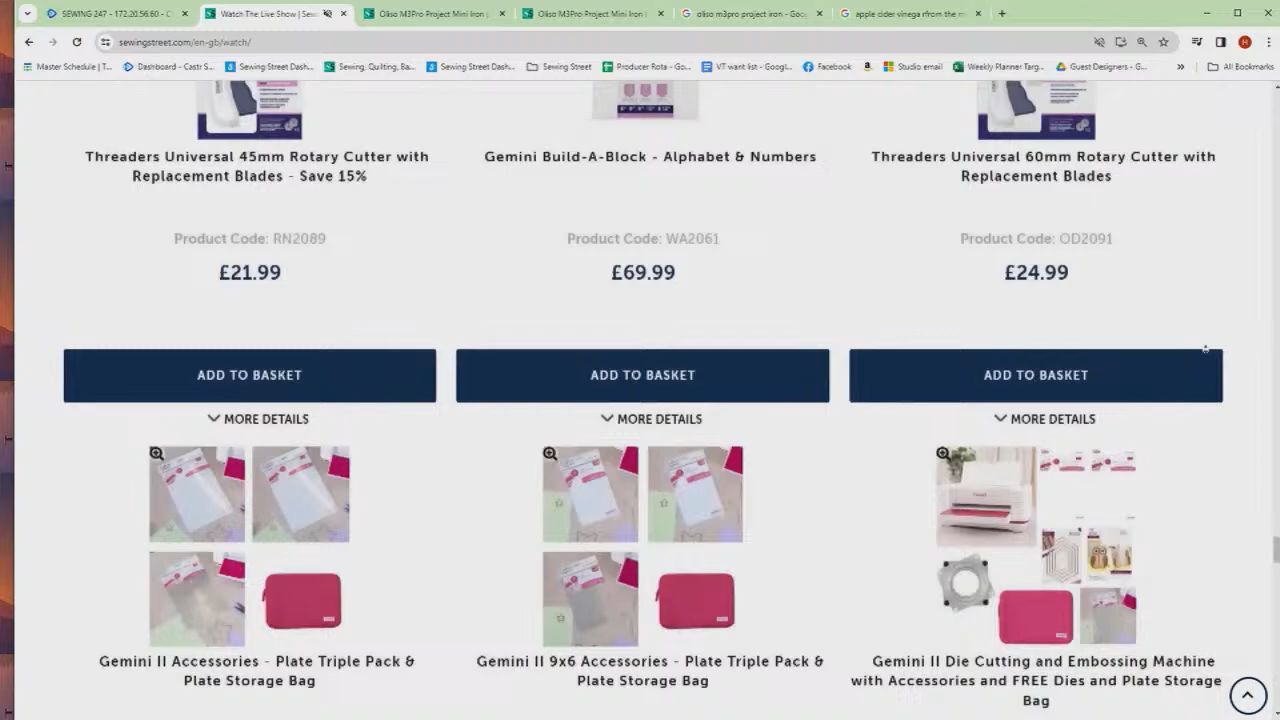 SEWING 247 - 172.20.56.60 - C
Watch The Live Show | Sew
Oliso M3Pro Project Mini Iron
Oliso M3Pro Project Mini Iron
oliso m3pro project iron - Goo
apple cider vinega rfrom the m
sewingstreet.com/en-gb/watch/
H
Master Schedule | T...
Dashboard - Castr S...
Sewing Street Dash...
Sewing, Quilting, Ba...
Sewing Street Dash...
Sewing Street
Producer Rota - Go...
VT want list - Googl...
Facebook
Studio email
Weekly Planner Targ...
Guest Designers - G...
»
All Bookmarks
Threaders Universal 45mm Rotary Cutter with
Replacement Blades - Save 15%
Product Code: RN2089
£21.99
ADD TO BASKET
MORE DETAILS
Gemini Build-A-Block - Alphabet & Numbers
Product Code: WA2061
£69.99
ADD TO BASKET
MORE DETAILS
Threaders Universal 60mm Rotary Cutter with
Replacement Blades
Product Code: OD2091
£24.99
ADD TO BASKET
MORE DETAILS
Gemini II Accessories - Plate Triple Pack &
Plate Storage Bag
Gemini II 9x6 Accessories - Plate Triple Pack &
Plate Storage Bag
Gemini II Die Cutting and Embossing Machine
with Accessories and FREE Dies and Plate Storage
Bag